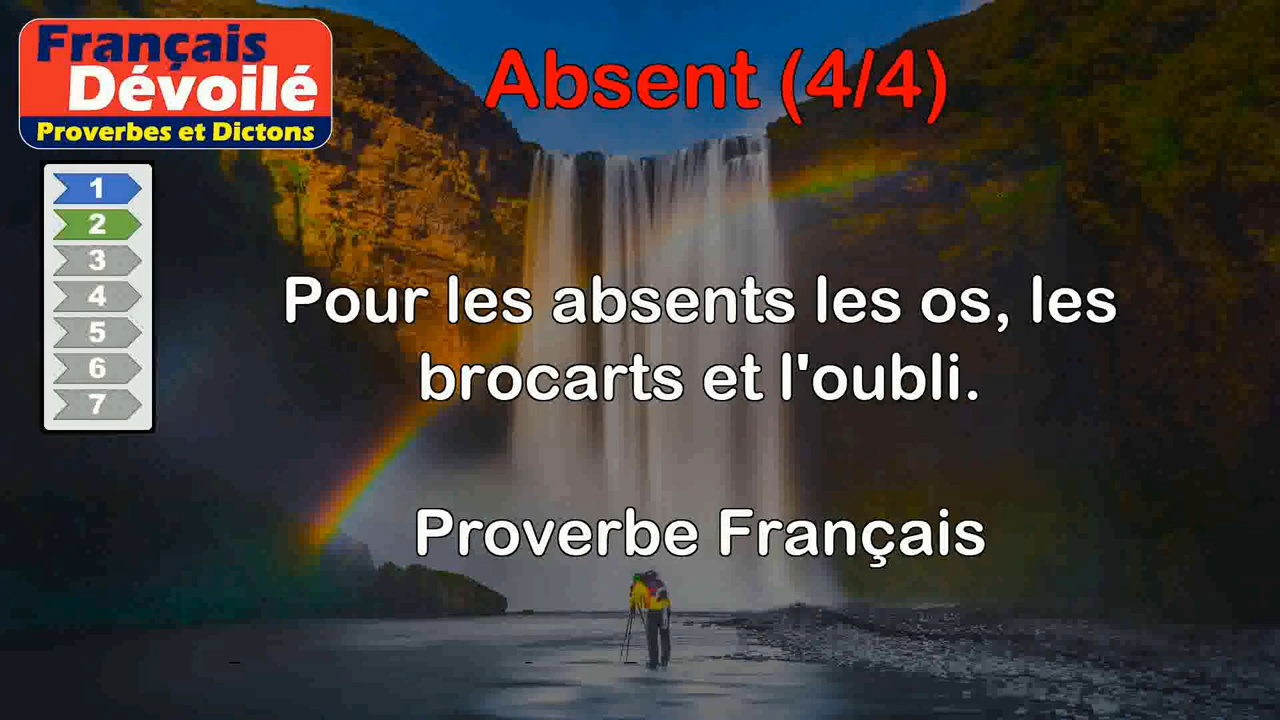 Français
Dévoilé
Proverbes et Dictons
Absent (4/4)
1
2
3
4
5
6
7
Pour les absents les os, les
brocarts et l'oubli.
Proverbe Français